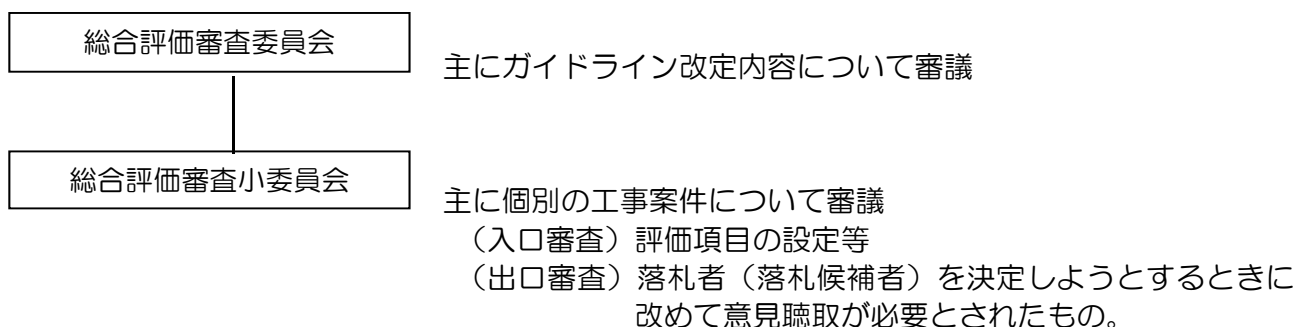 総合評価審査委員会
主にガイドライン改定内容について審議
総合評価審査小委員会
主に個別の工事案件について審議
（入口審査）評価項目の設定等
（出口審査）落札者（落札候補者）を決定しようとするときに
改めて意見聴取が必要とされたもの。